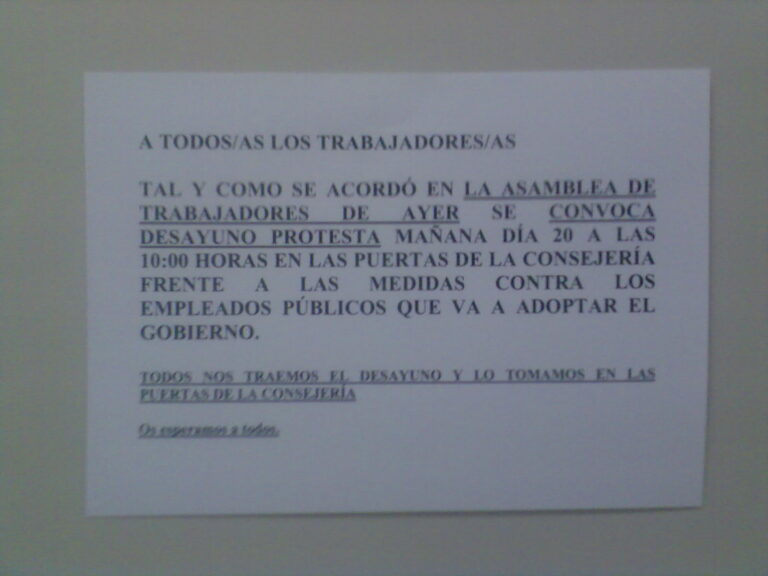 A TODOS/AS LOS TRABAJADORES/AS
TAL Y COMO SE ACORDÓ EN LA ASAMBLEA DE
TRABAJADORES DE AYER SE CONVOCA
DESAYUNO PROTESTA MAÑANA DÍA 20 A LAS
10:00 HORAS EN LAS PUERTAS DE LA CONSEJERÍA
FRENTE A LAS MEDIDAS CONTRA LOS
EMPLEADOS PÚBLICOS QUE VA A ADOPTAR EL
GOBIERNO.
TODOS NOS TRAEMOS EL DESAYUNO Y LO TOMAMOS EN LAS
PUERTAS DE LA CONSEJERÍA
Os esperamos a todos.